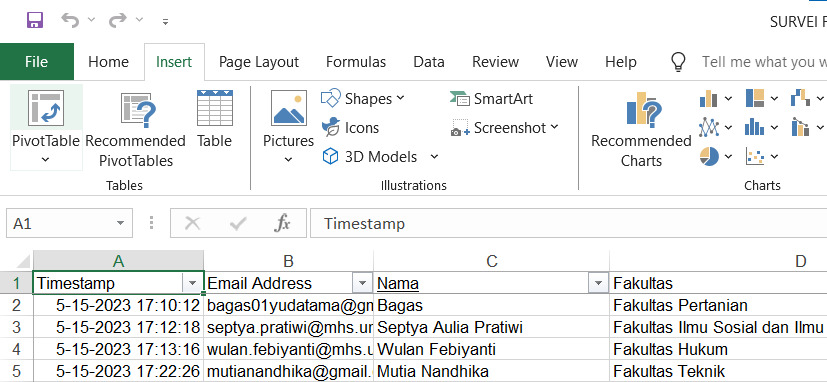 SURVEI F
File Home Insert Page Layout Formulas Data Review View Help Tell me what you w
PivotTable
Recommended PivotTables
Table
Tables
Pictures
Shapes
Icons
3D Models
SmartArt
Screenshot
Illustrations
Recommended Charts
Charts
A1 fx Timestamp
A B C D
1 Timestamp Email Address Nama Fakultas
2 5-15-2023 17:10:12 bagas01yudatama@gm Bagas Fakultas Pertanian
3 5-15-2023 17:12:18 septya.pratiwi@mhs.un Septya Aulia Pratiwi Fakultas Ilmu Sosial dan Ilmu
4 5-15-2023 17:13:16 wulan.febiyanti@mhs.u Wulan Febiyanti Fakultas Hukum
5 5-15-2023 17:22:26 mutianandhika@gmail. Mutia Nandhika Fakultas Teknik